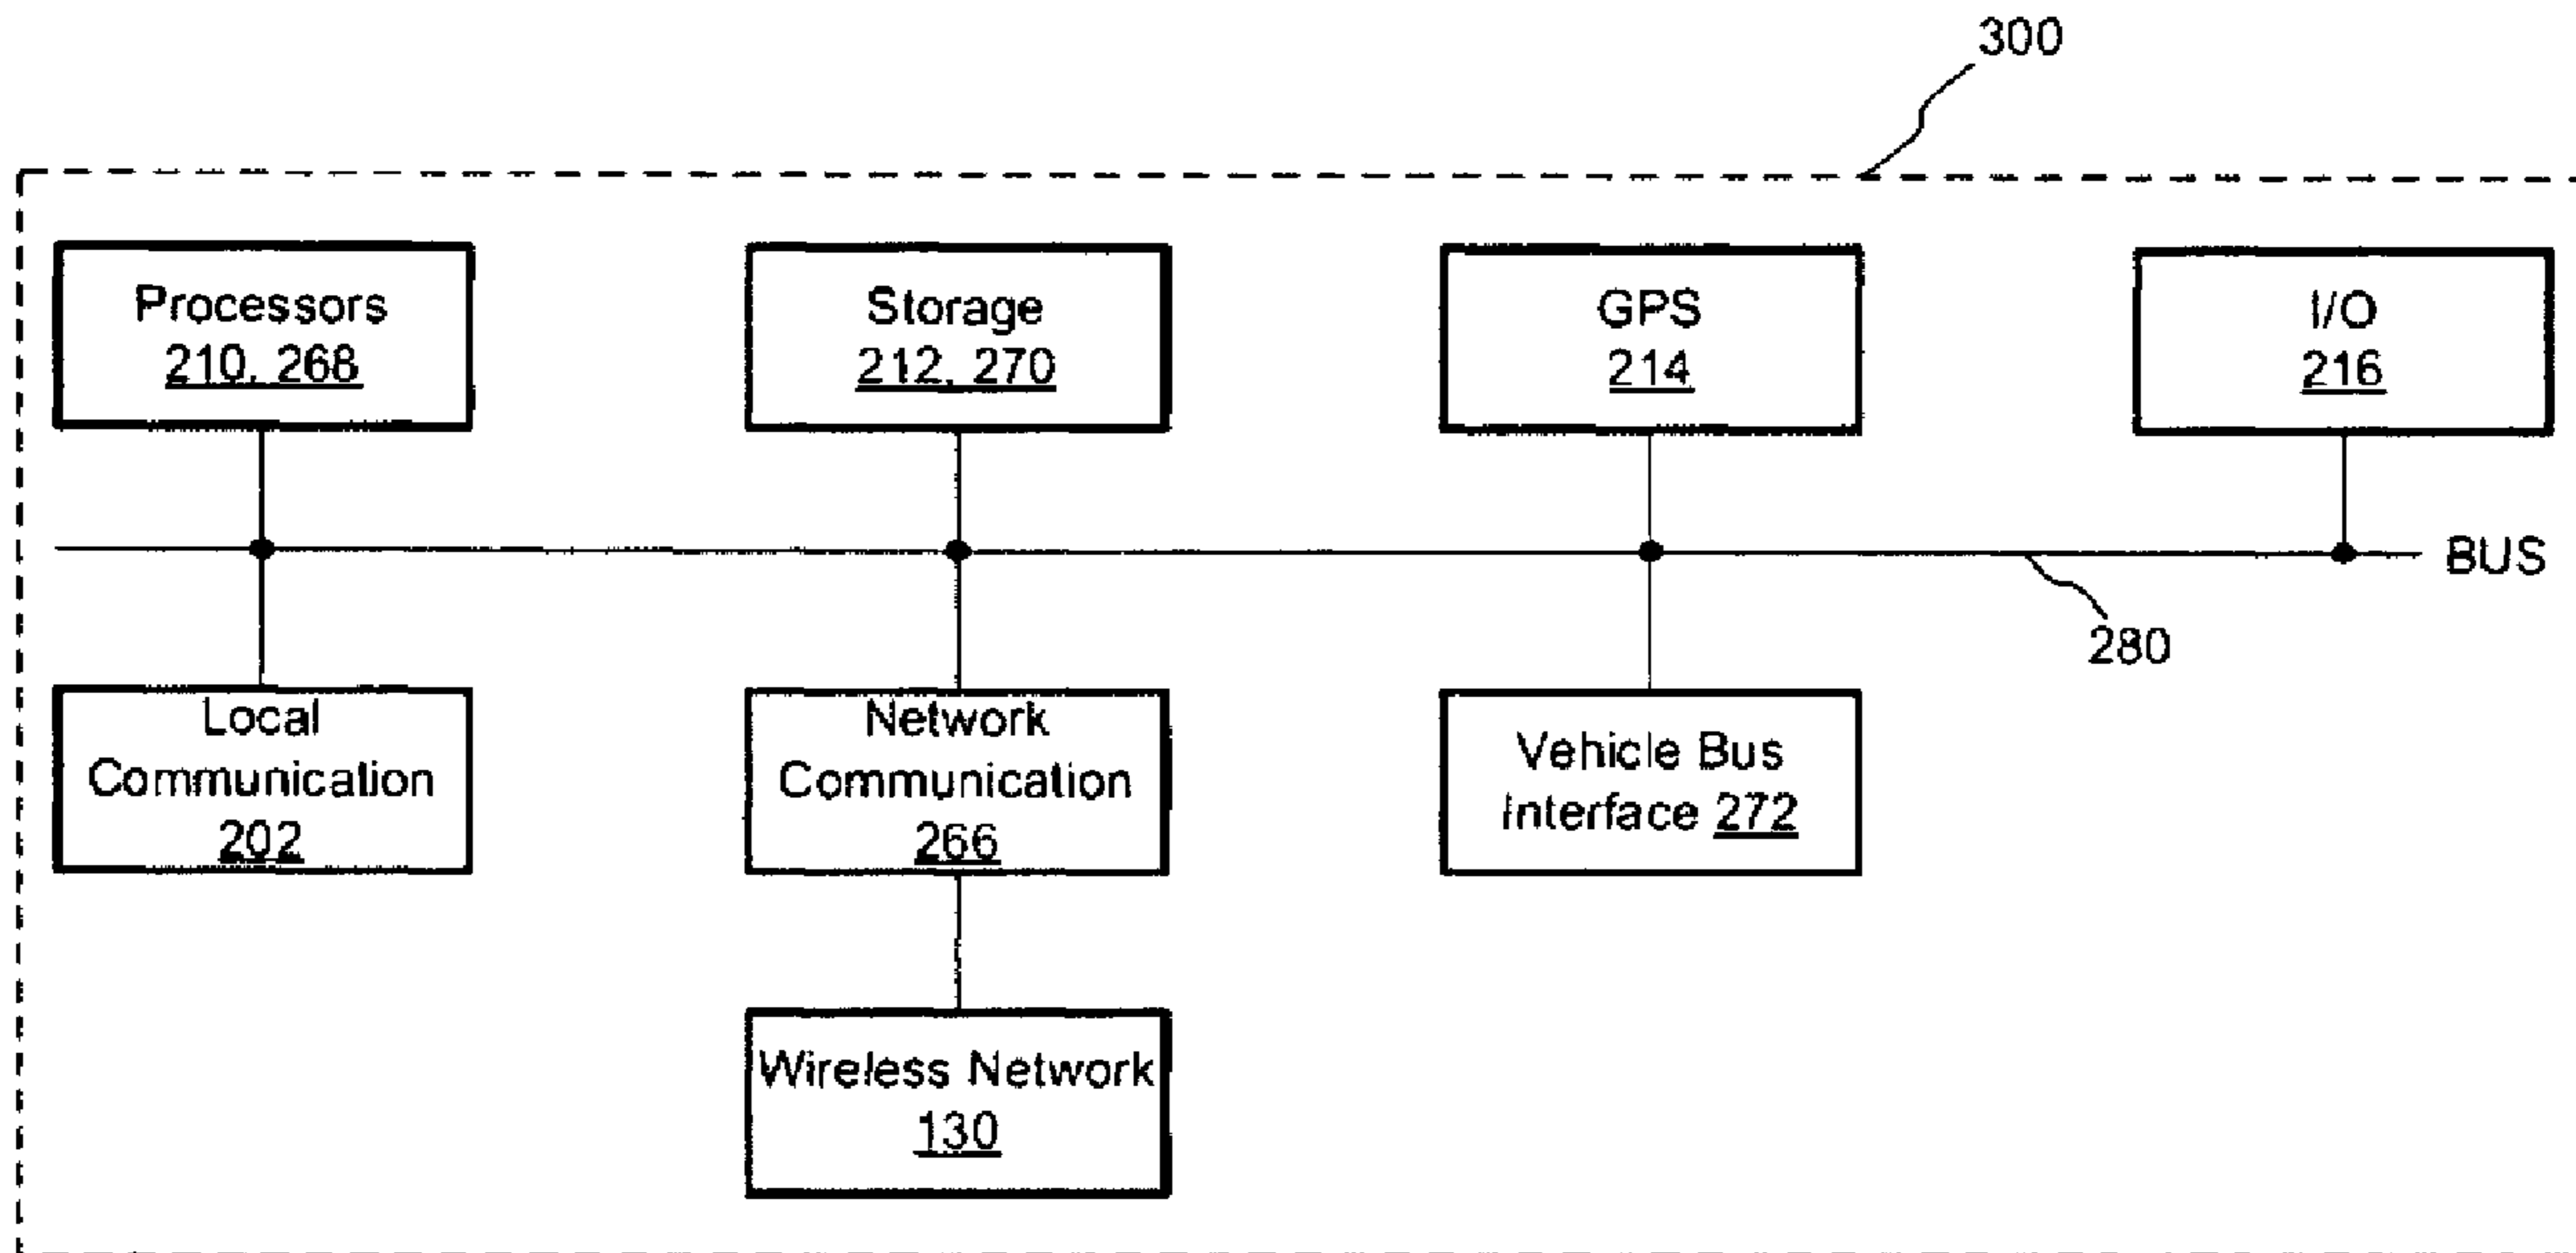 300
Processors
210, 268
Storage
212, 270
GPS
214
I/O
216
BUS
280
Local
Communication
202
Network
Communication
266
Vehicle Bus
Interface 272
Wireless Network
130